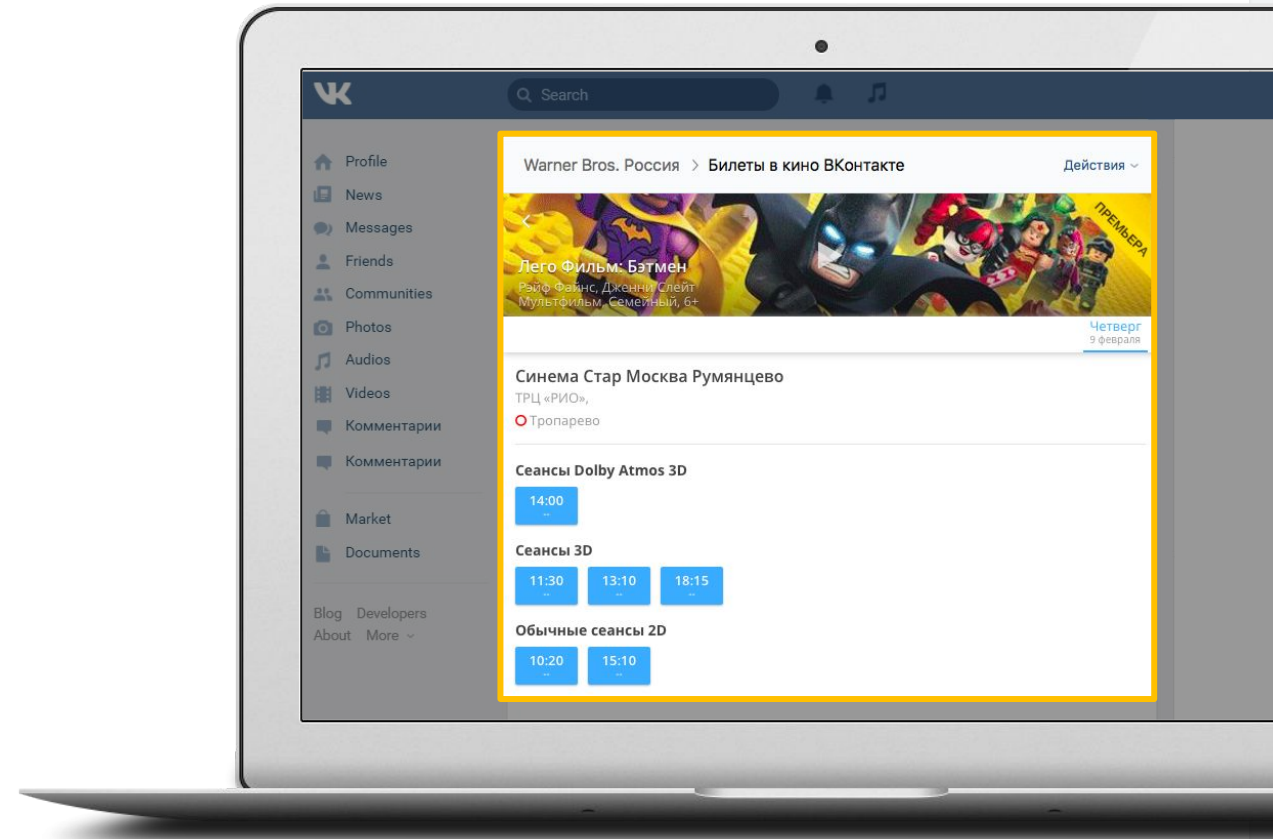 VK
Search
Profile
News
Messages
Friends
Communities
Photos
Audios
Videos
Комментарии
Комментарии
Market
Documents
Blog Developers
About More
Warner Bros. Россия > Билеты в кино ВКонтакте
Действия
ПРЕМЬЕРА
Лего Фильм: Бэтмен
Рэйф Файнс, Дженни Слейт
Мультфильм, Семейный, 6+
Четверг
9 февраля
Синема Стар Москва Румянцево
ТРЦ «РИО»,
Тропарево
Сеансы Dolby Atmos 3D
14:00
--
Сеансы 3D
11:30 13:10 18:15
-- -- --
Обычные сеансы 2D
10:20 15:10
-- --